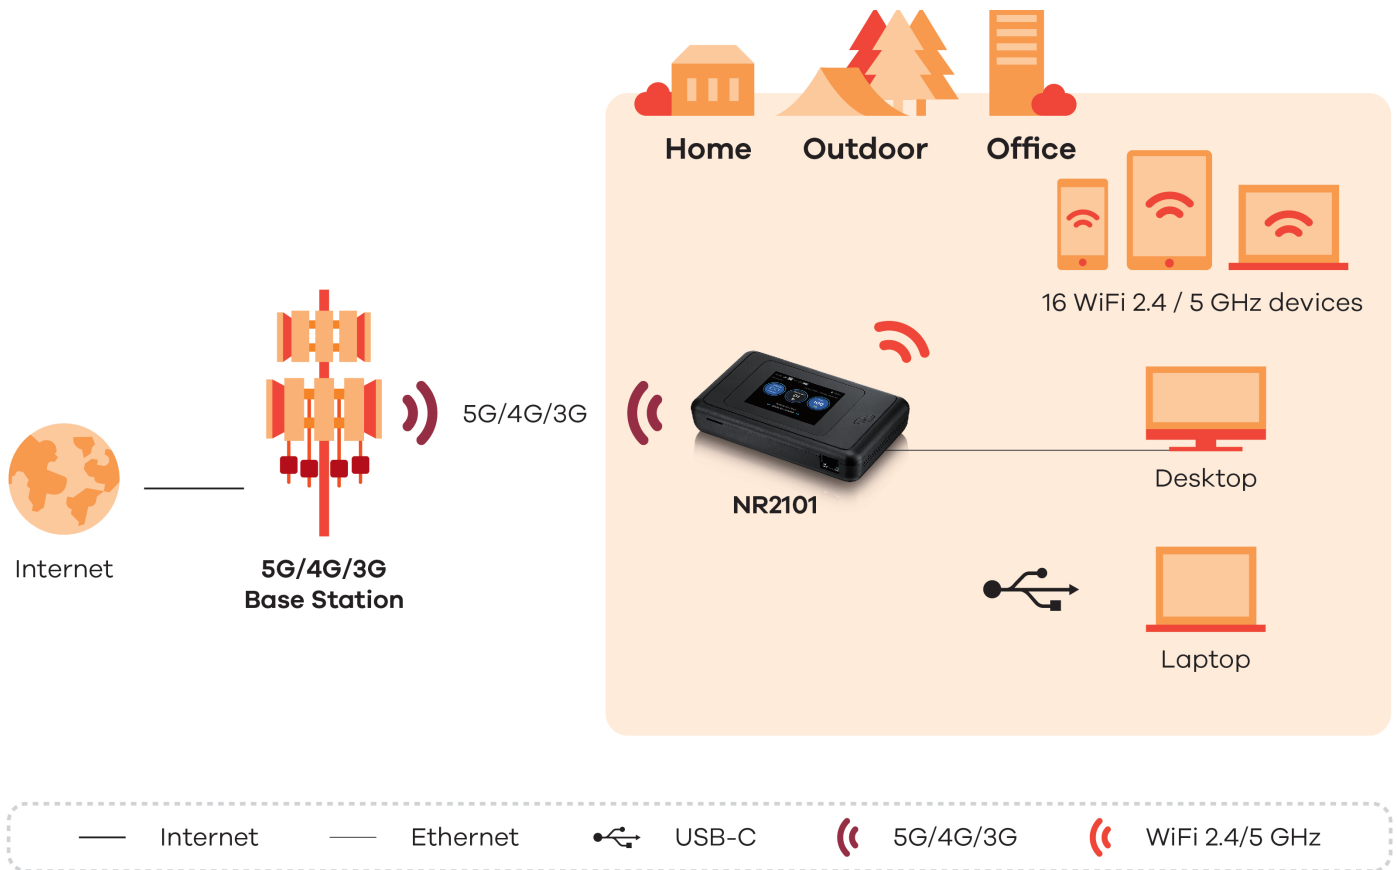 Home
Outdoor
Office
16 WiFi 2.4 / 5 GHz devices
5G/4G/3G
NR2101
Desktop
Internet
5G/4G/3G
Base Station
Laptop
Internet
Ethernet
USB-C
5G/4G/3G
WiFi 2.4/5 GHz